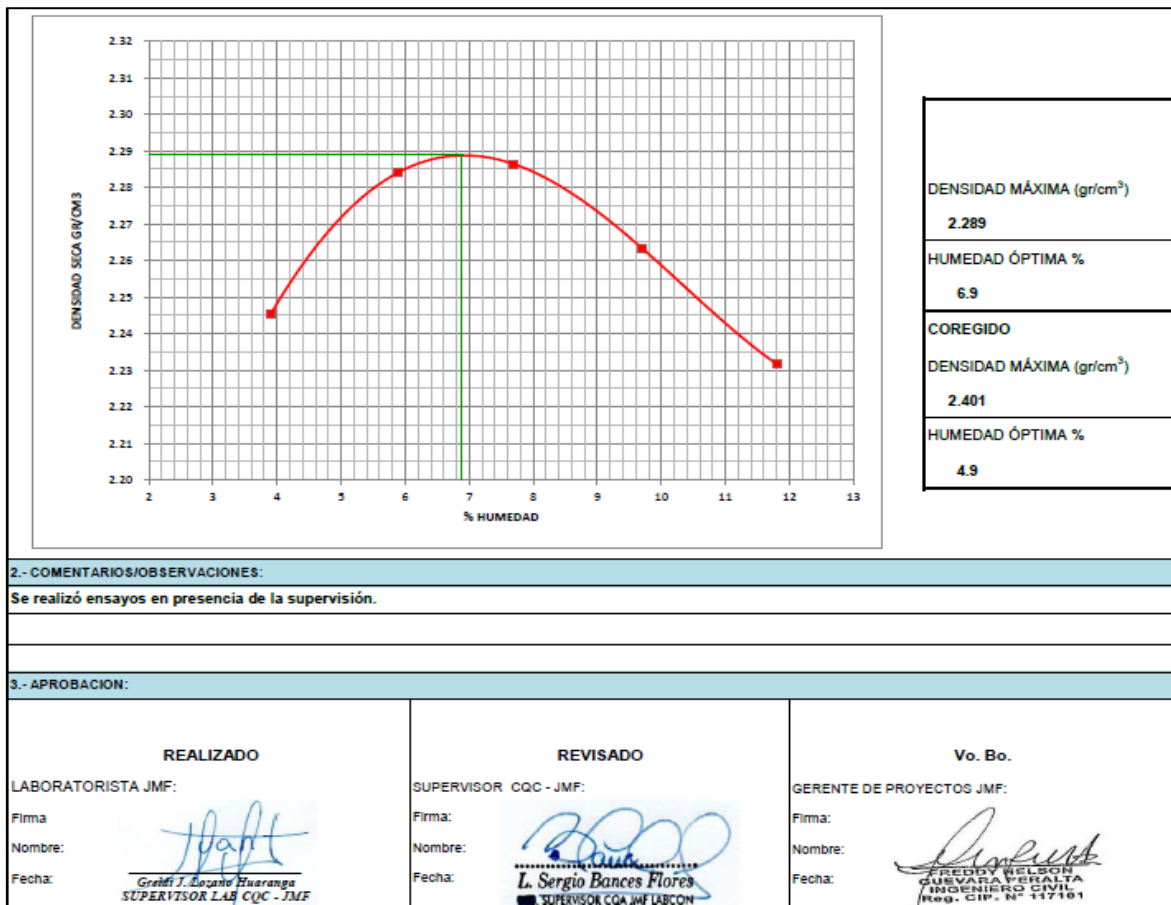 2.32
2.31
2.30
2.29
2.28
2.27
2.26
2.25
2.24
2.23
2.22
2.21
2.20
DENSIDAD SECA GR/CM3
2 3 4 5 6 7 8 9 10 11 12 13
% HUMEDAD
DENSIDAD MÁXIMA (gr/cm³)
2.289
HUMEDAD ÓPTIMA %
6.9
COREGIDO
DENSIDAD MÁXIMA (gr/cm³)
2.401
HUMEDAD ÓPTIMA %
4.9
2.- COMENTARIOS/OBSERVACIONES:
Se realizó ensayos en presencia de la supervisión.
3.- APROBACION:
REALIZADO
LABORATORISTA JMF:
Firma
Nombre:
Fecha:
J. Lozano Huaranga
SUPERVISOR LAB CQC - JMF
REVISADO
SUPERVISOR CQC - JMF:
Firma:
Nombre:
Fecha:
L. Sergio Bances Flores
SUPERVISOR CQA JMF LABCON
Vo. Bo.
GERENTE DE PROYECTOS JMF:
Firma:
Nombre:
Fecha:
FREDDY NELSON
GUEVARA PERALTA
INGENIERO CIVIL
Reg. CIP. N° 117101